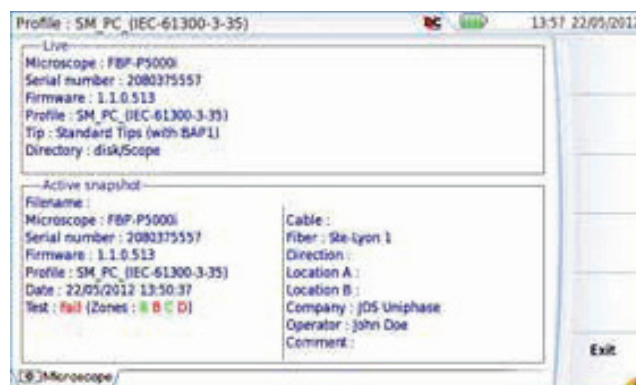 Profile : SM_PC_(IEC-61300-3-35)
13:57 22/05/2012
Live
Microscope : FBP-P5000i
Serial number : 2080375557
Firmware : 1.1.0.513
Profile : SM_PC_(IEC-61300-3-35)
Tip : Standard Tips (with BAP1)
Directory : disk/Scope
Active snapshot
Filename :
Microscope : FBP-P5000i
Serial number : 2080375557
Firmware : 1.1.0.513
Profile : SM_PC_(IEC-61300-3-35)
Date : 22/05/2012 13:50:37
Test : Fail (Zones : A B C D)
Cable :
Fiber : Ste-Lyon 1
Direction :
Location A :
Location B :
Company : JDS Uniphase
Operator : John Doe
Comment :
Exit
Microscope